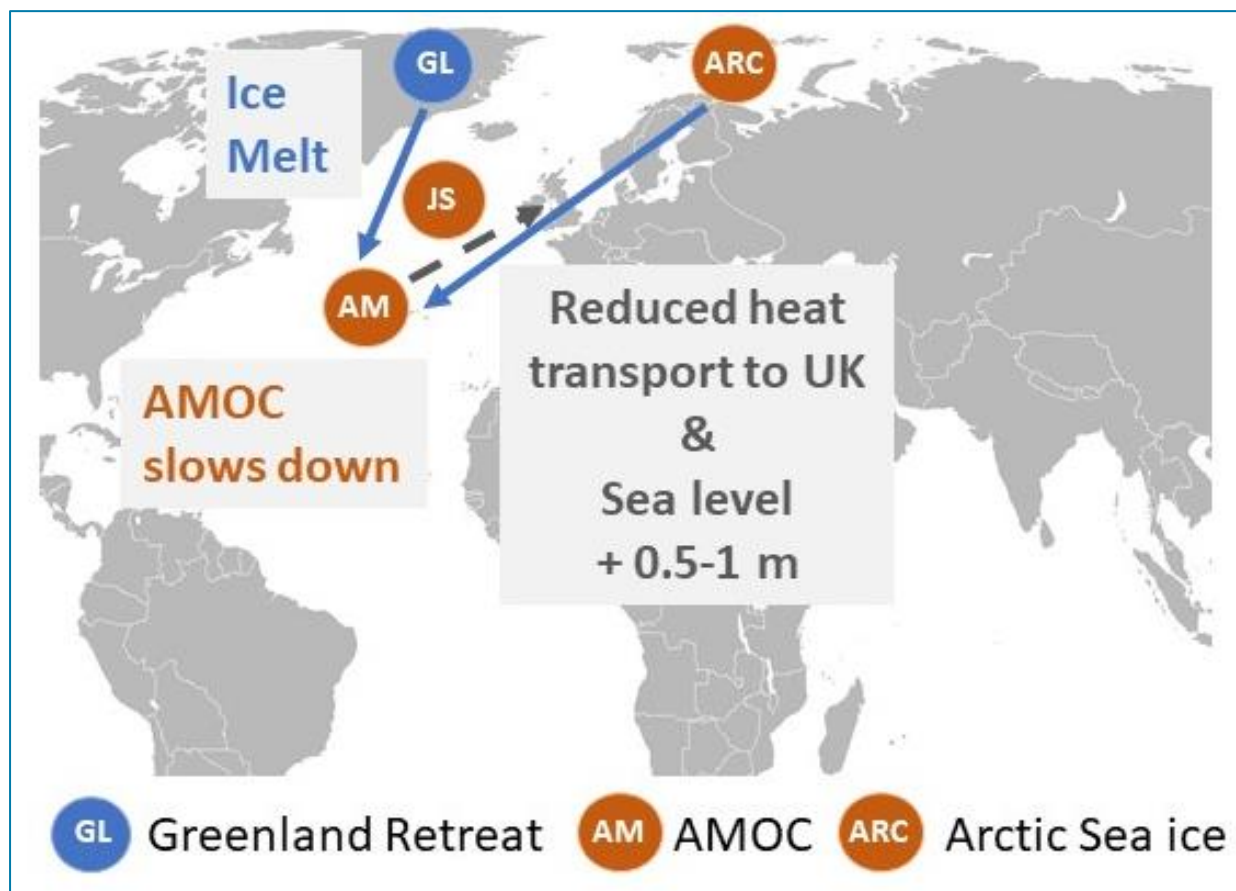 GL
ARC
Ice
Melt
JS
AM
AMOC
slows down
Reduced heat
transport to UK
&
Sea level
+ 0.5-1 m
GL Greenland Retreat AM AMOC ARC Arctic Sea ice